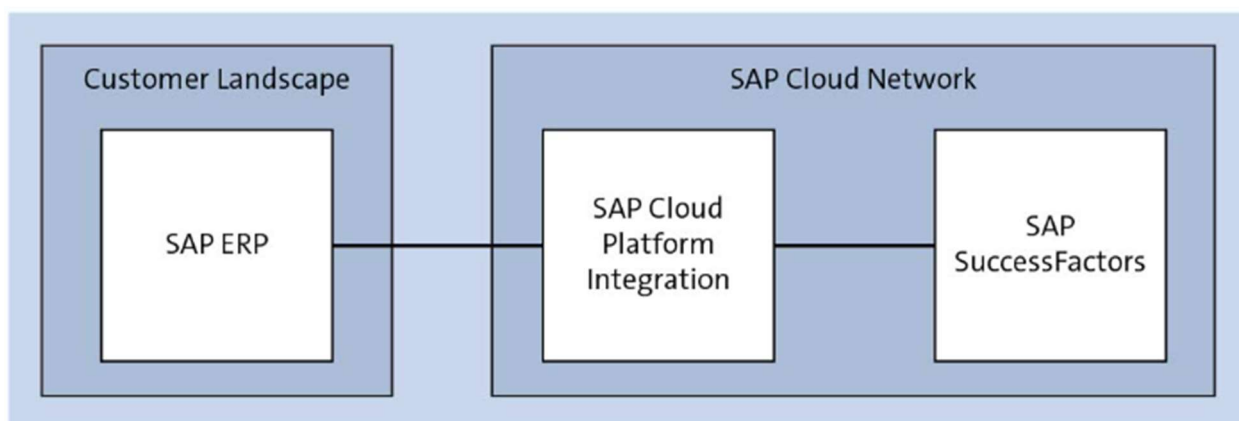 Customer Landscape
SAP Cloud Network
SAP ERP
SAP Cloud
Platform
Integration
SAP
SuccessFactors